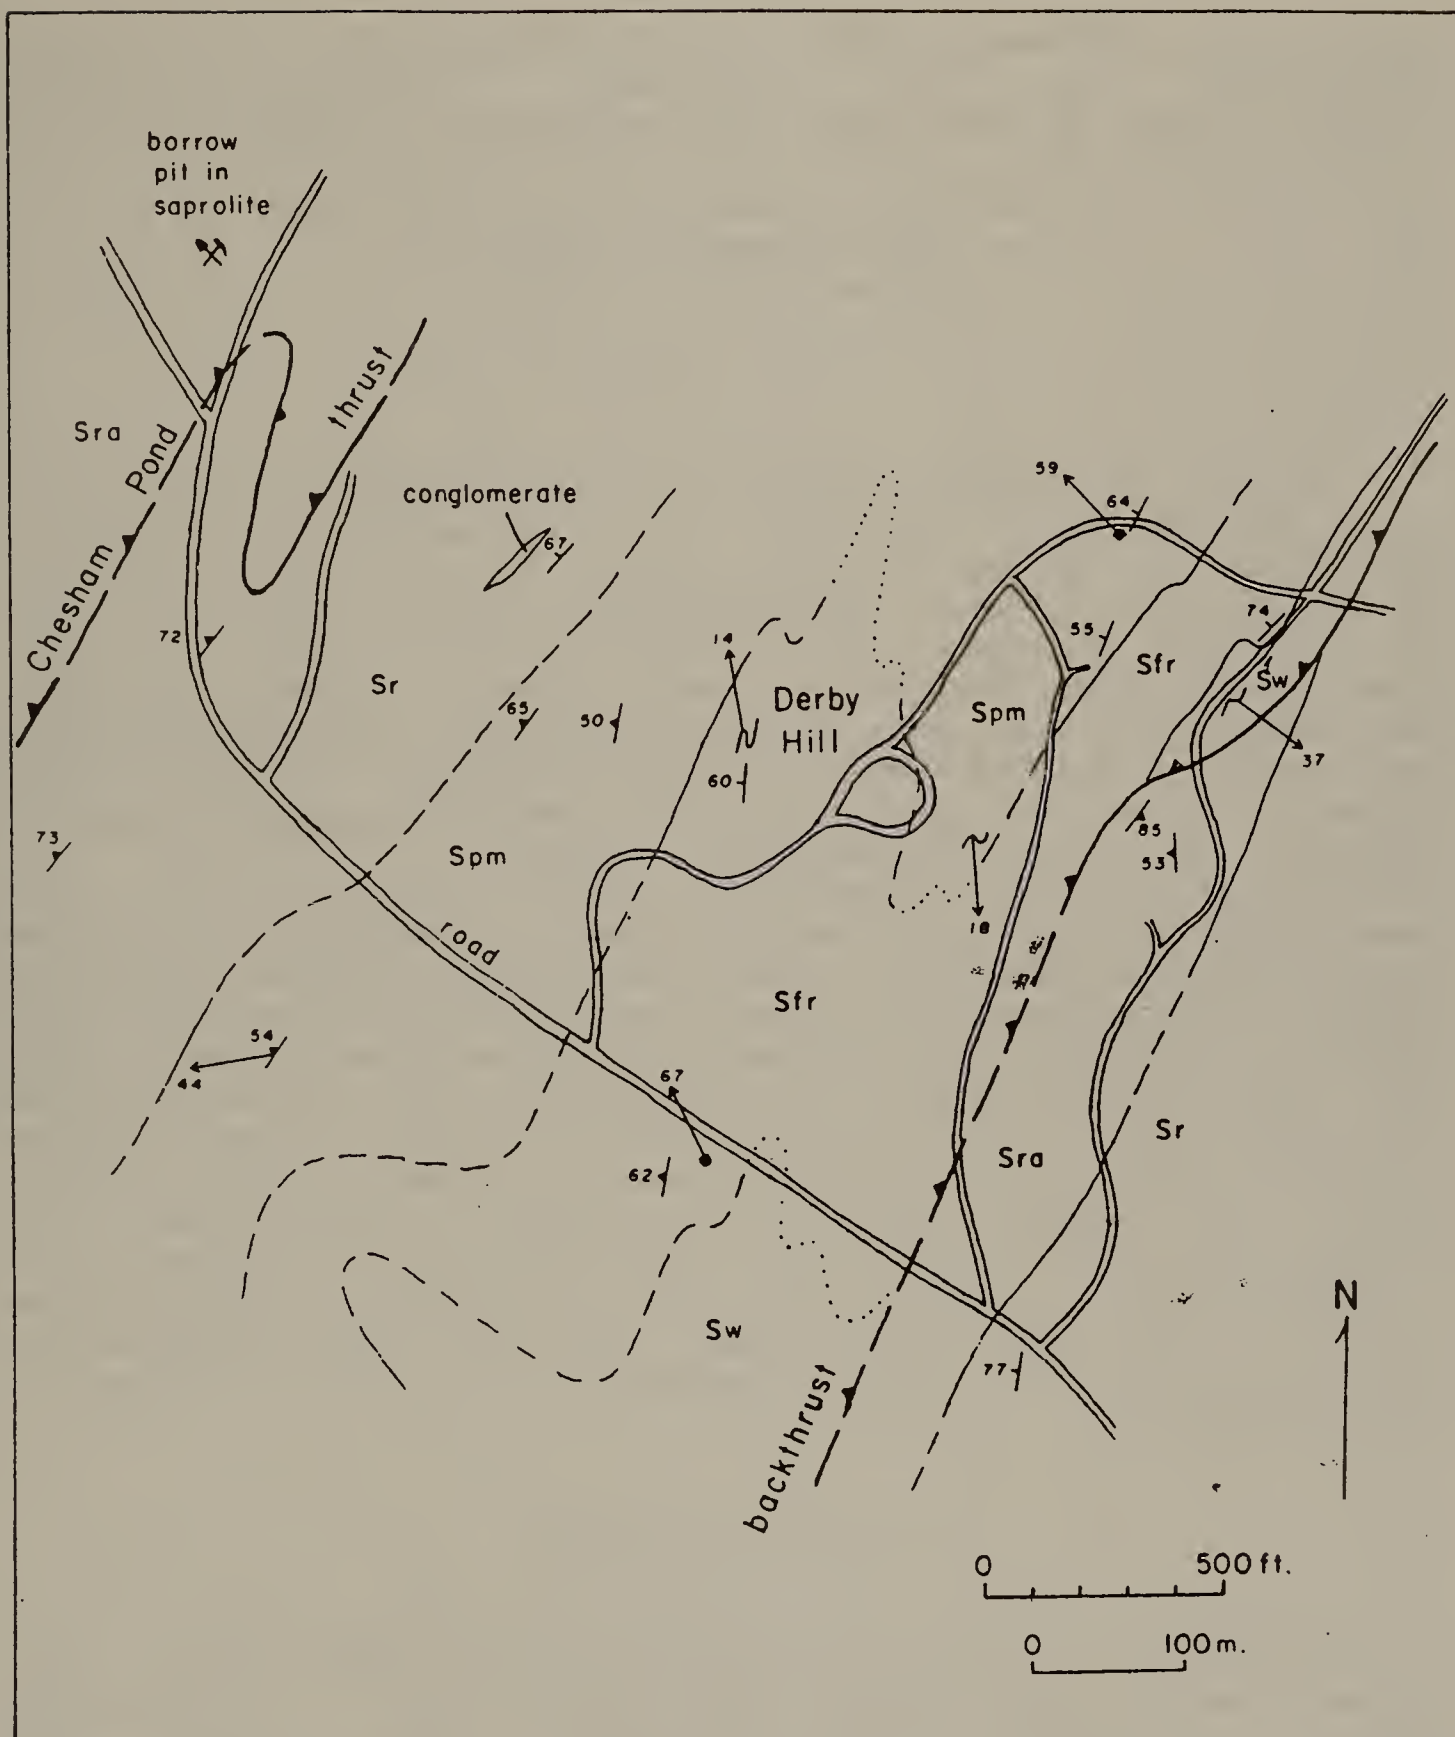 borrow
pit in
saprolite
Sra
Chesham Pond thrust
conglomerate
67
59
64
72
Sr
65
50
14
Derby
Hill
60
55
Sfr
Spm
74
Sw
37
73
Spm
85
53
18
road
Sfr
54
44
67
62
Sra
Sr
Sw
77
backthrust
N
0 500 ft.
0 100 m.